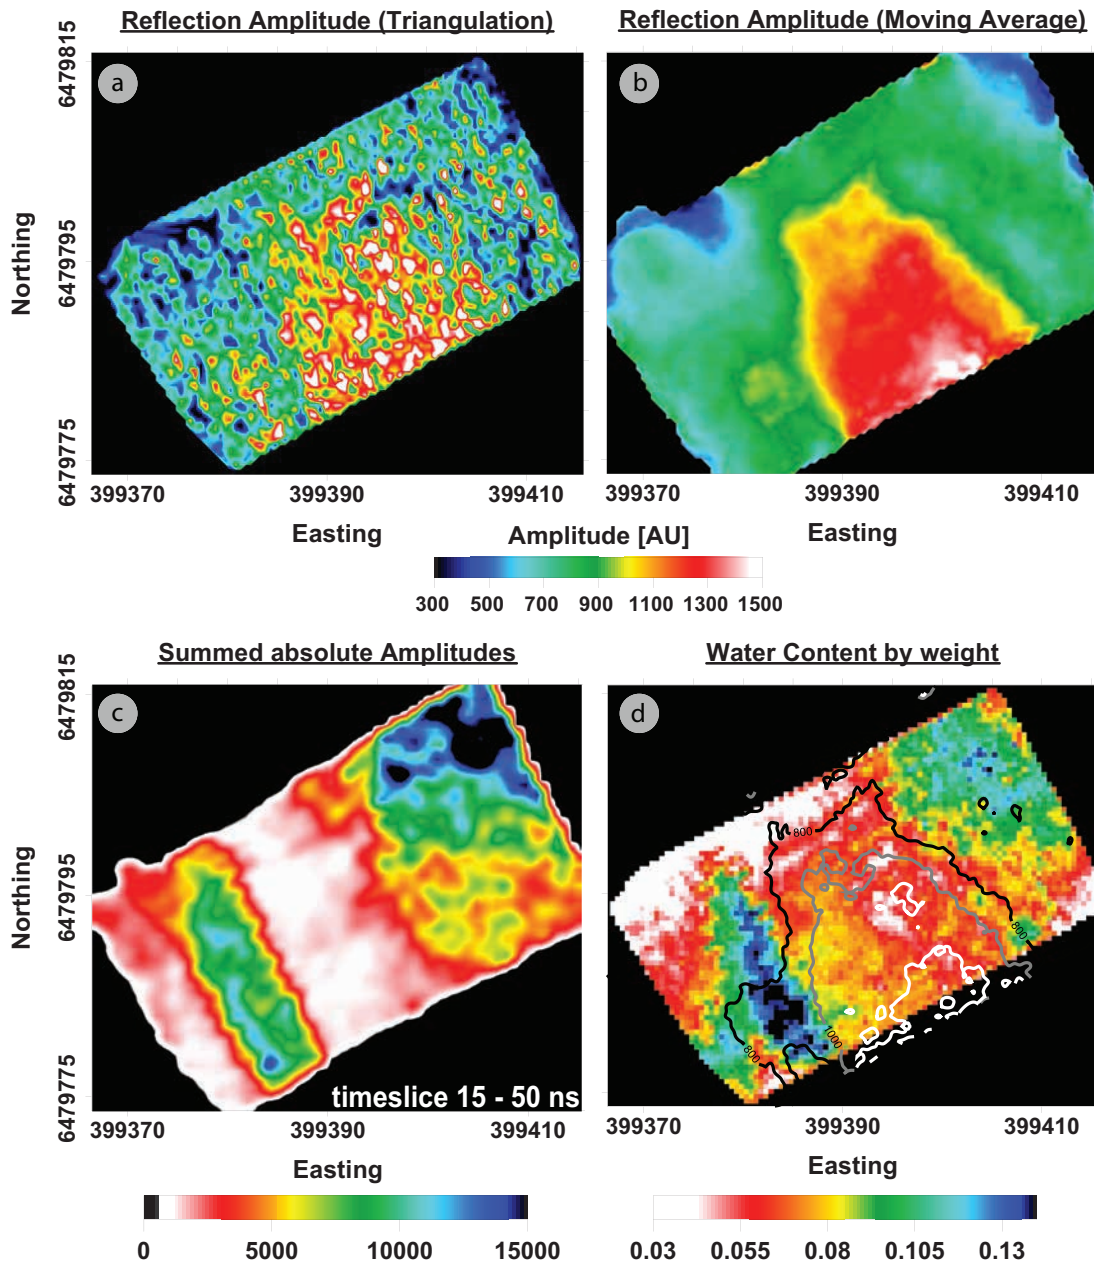 Reflection Amplitude (Triangulation)
Reflection Amplitude (Moving Average)
a
b
Northing
6479815
6479795
6479775
399370
399390
399410
399370
399390
399410
Easting
Easting
Amplitude [AU]
300
500
700
900
1100
1300
1500
Summed absolute Amplitudes
Water Content by weight
c
d
Northing
6479815
6479795
6479775
timeslice 15 - 50 ns
800
800
800
1000
399370
399390
399410
399370
399390
399410
Easting
Easting
0
5000
10000
15000
0.03
0.055
0.08
0.105
0.13